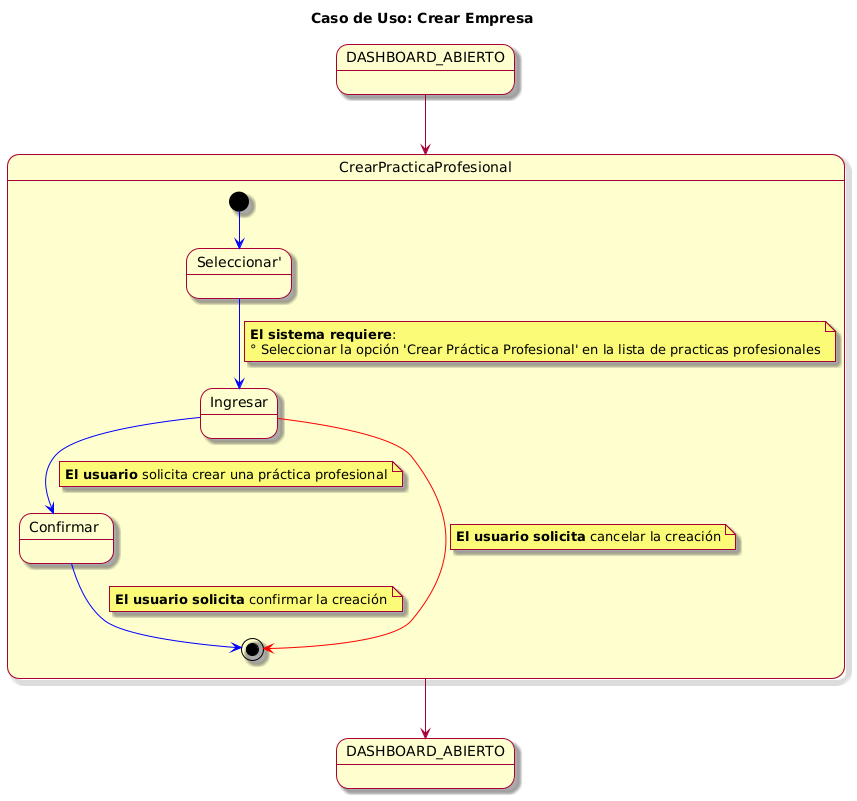 Caso de Uso: Crear Empresa
DASHBOARD_ABIERTO
CrearPracticaProfesional
Seleccionar'
El sistema requiere:
° Seleccionar la opción 'Crear Práctica Profesional' en la lista de practicas profesionales
Ingresar
El usuario solicita crear una práctica profesional
Confirmar
El usuario solicita cancelar la creación
El usuario solicita confirmar la creación
DASHBOARD_ABIERTO